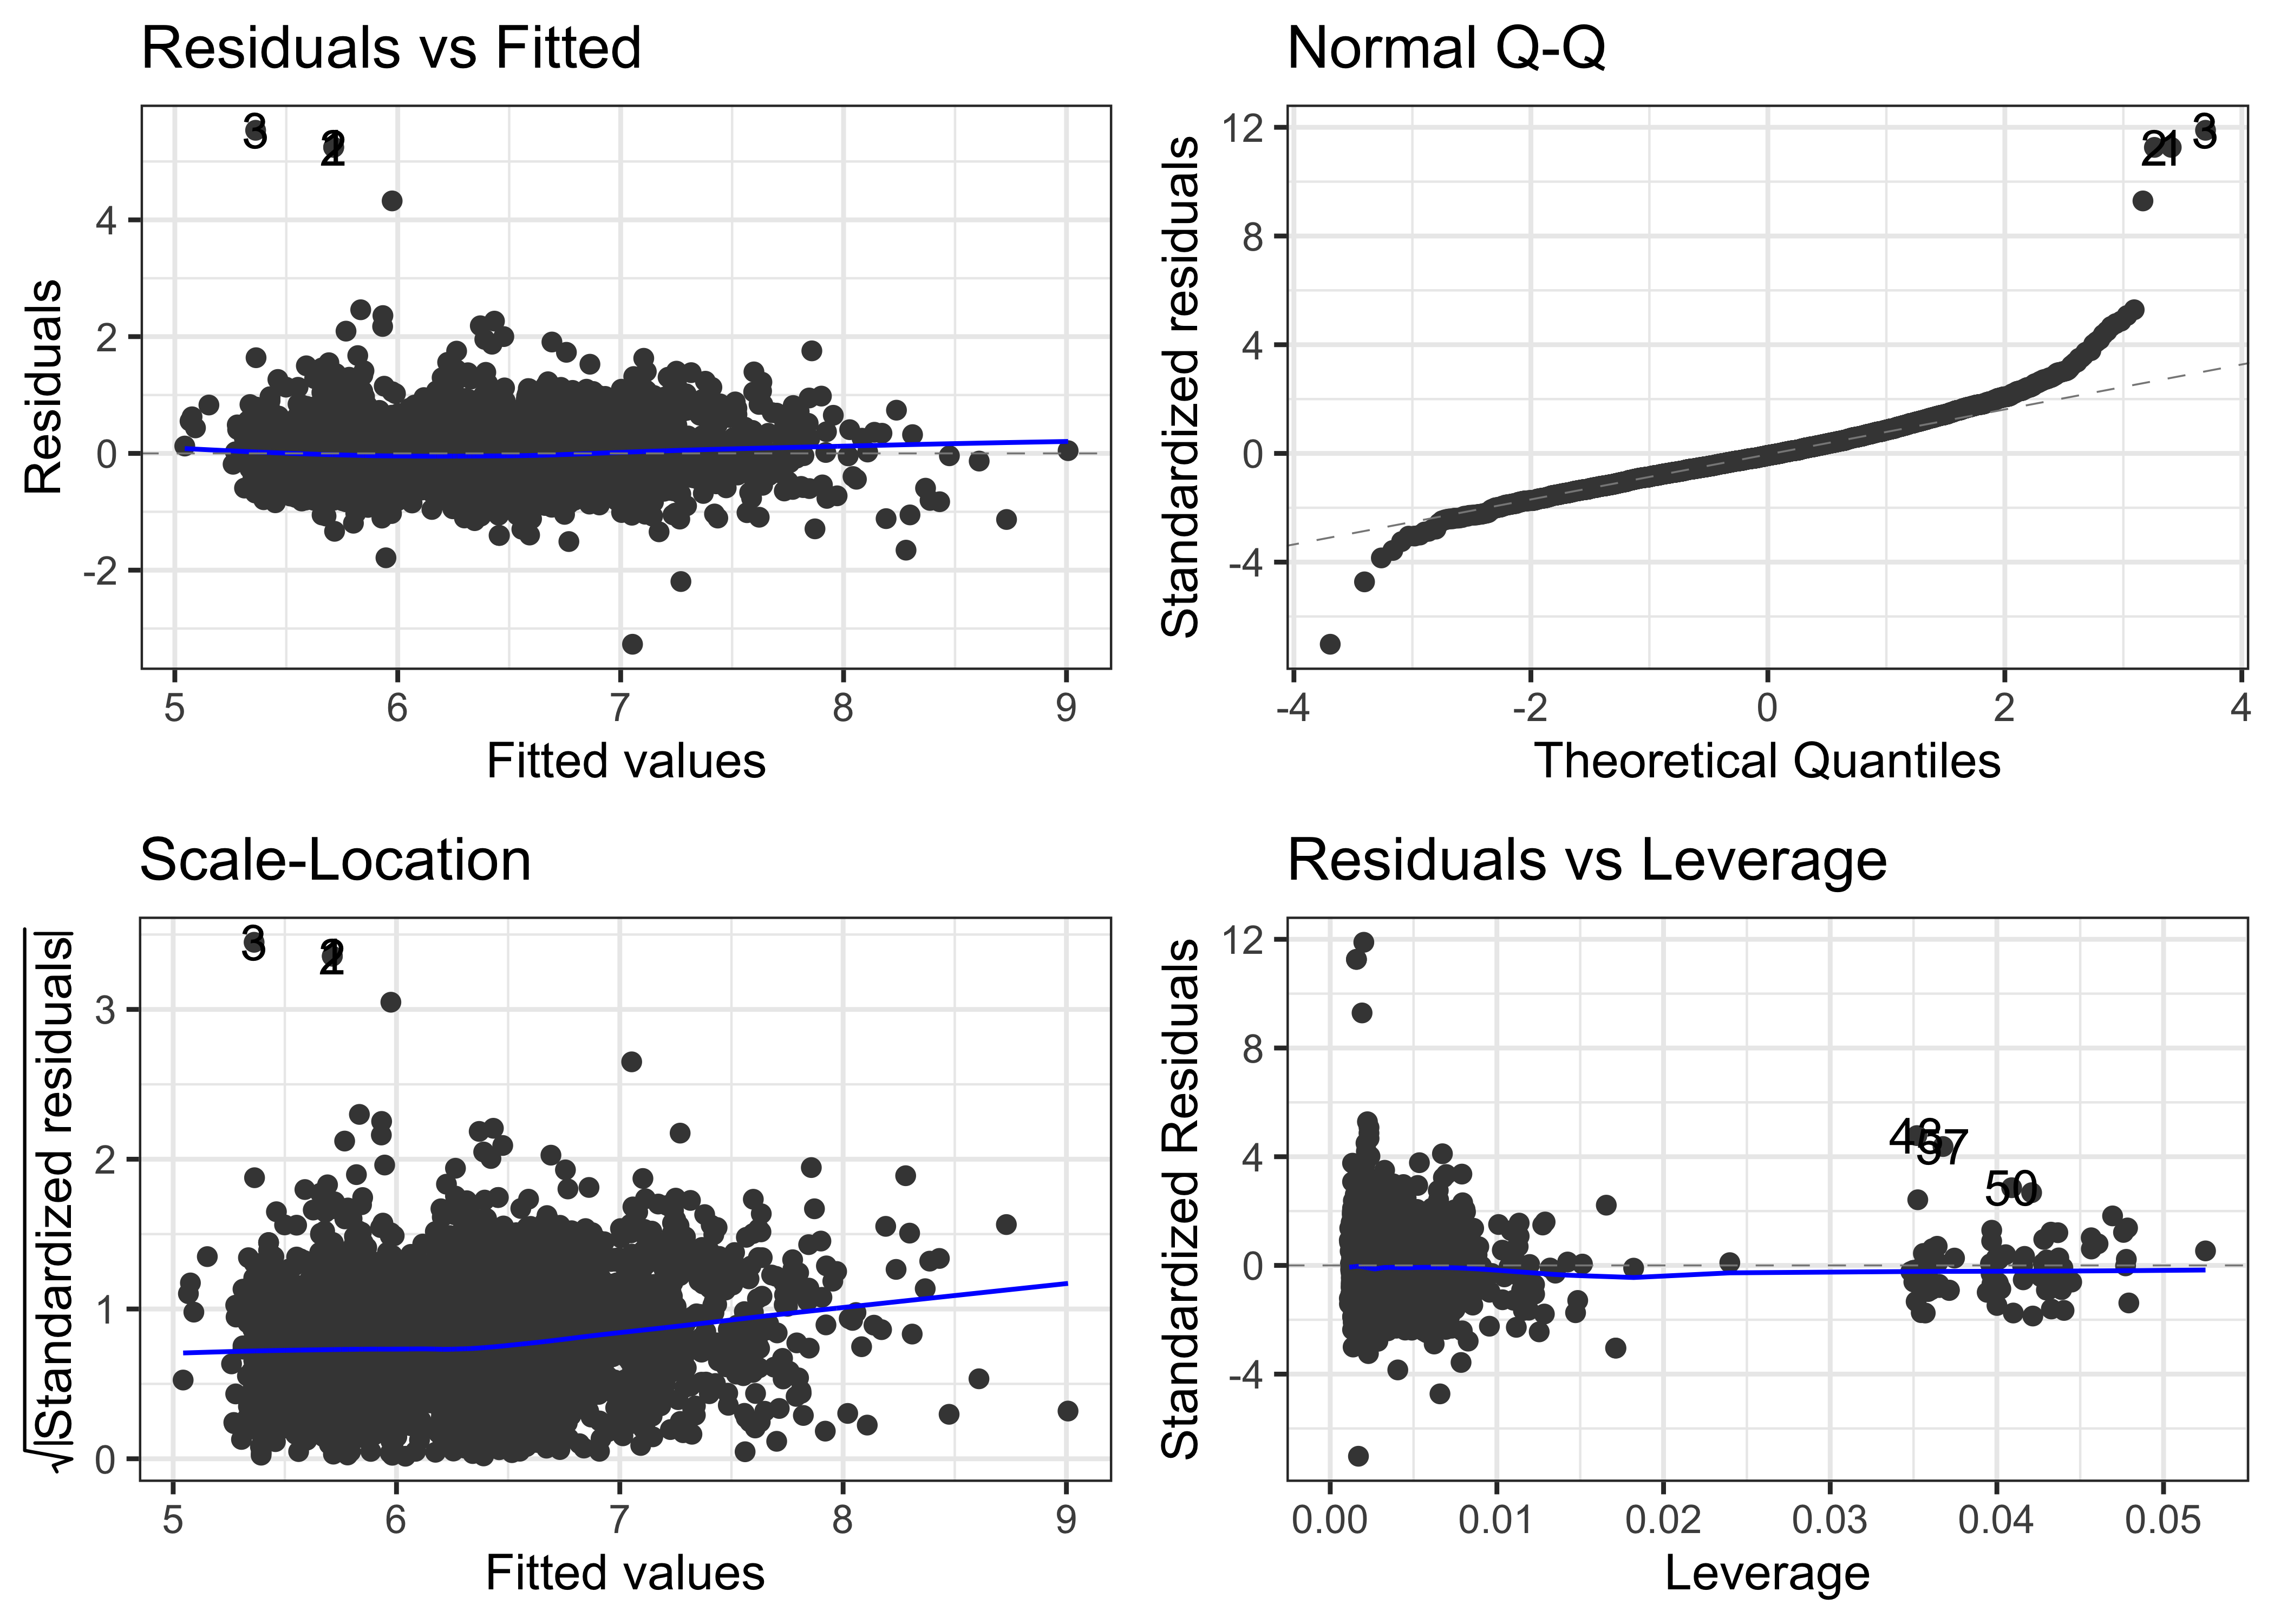 Residuals vs Fitted
3
2
1
4
2
0
-2
Residuals
5 6 7 8 9
Fitted values
Normal Q-Q
3
2
1
12
8
4
0
-4
Standardized residuals
-4 -2 0 2 4
Theoretical Quantiles
Scale-Location
3
2
1
3
2
1
0
√|Standardized residuals|
5 6 7 8 9
Fitted values
Residuals vs Leverage
12
8
4
0
-4
Standardized Residuals
48
57
50
0.00 0.01 0.02 0.03 0.04 0.05
Leverage